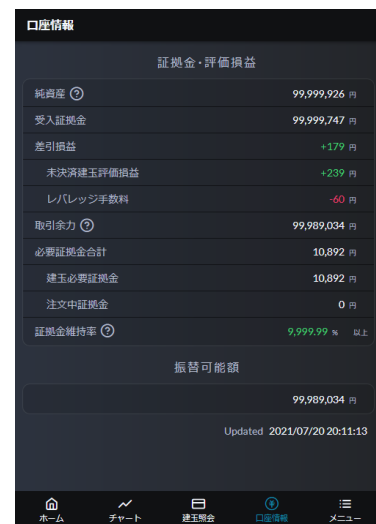 口座情報
証拠金・評価損益
純資産 ? 99,999,926 円
受入証拠金 99,999,747 円
差引損益 +179 円
未決済建玉評価損益 +239 円
レバレッジ手数料 -60 円
取引余力 ? 99,989,034 円
必要証拠金合計 10,892 円
建玉必要証拠金 10,892 円
注文中証拠金 0 円
証拠金維持率 ? 9,999.99 % 以上
振替可能額
99,989,034 円
Updated 2021/07/20 20:11:13
ホーム チャート 建玉照会 口座情報 メニュー